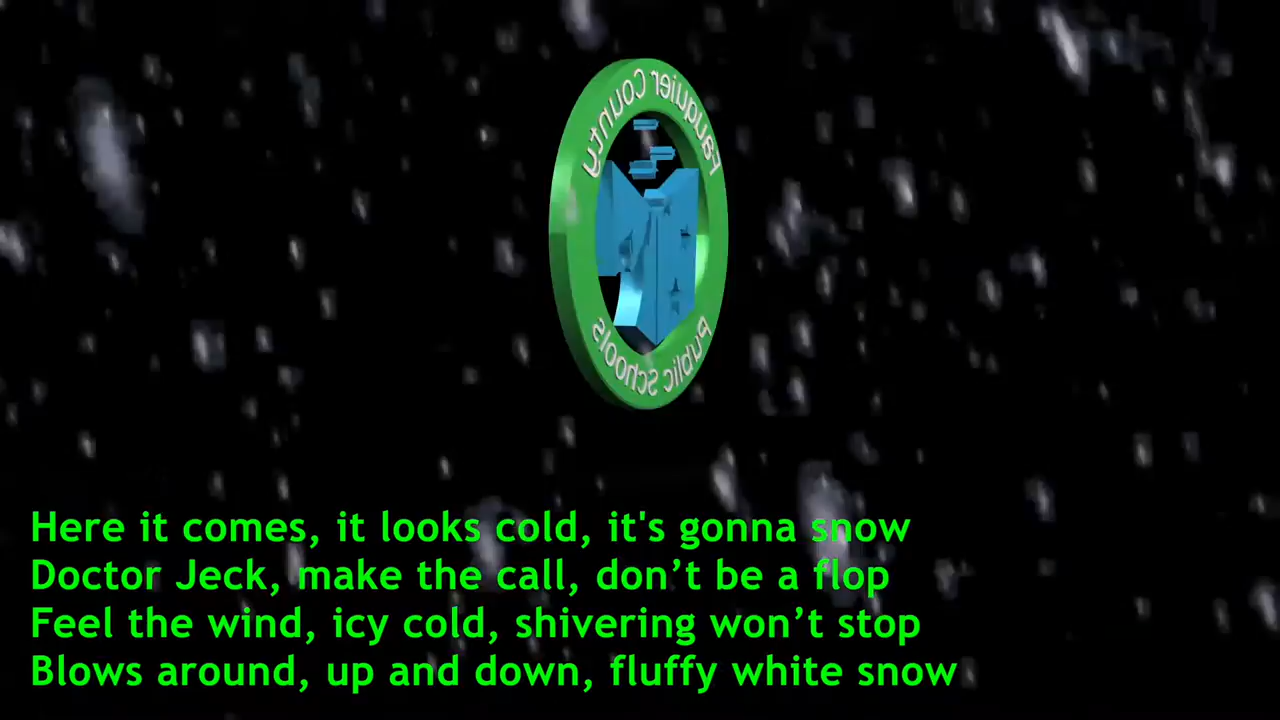 Fauquier County
Public Schools
Here it comes, it looks cold, it's gonna snow
Doctor Jeck, make the call, don’t be a flop
Feel the wind, icy cold, shivering won’t stop
Blows around, up and down, fluffy white snow